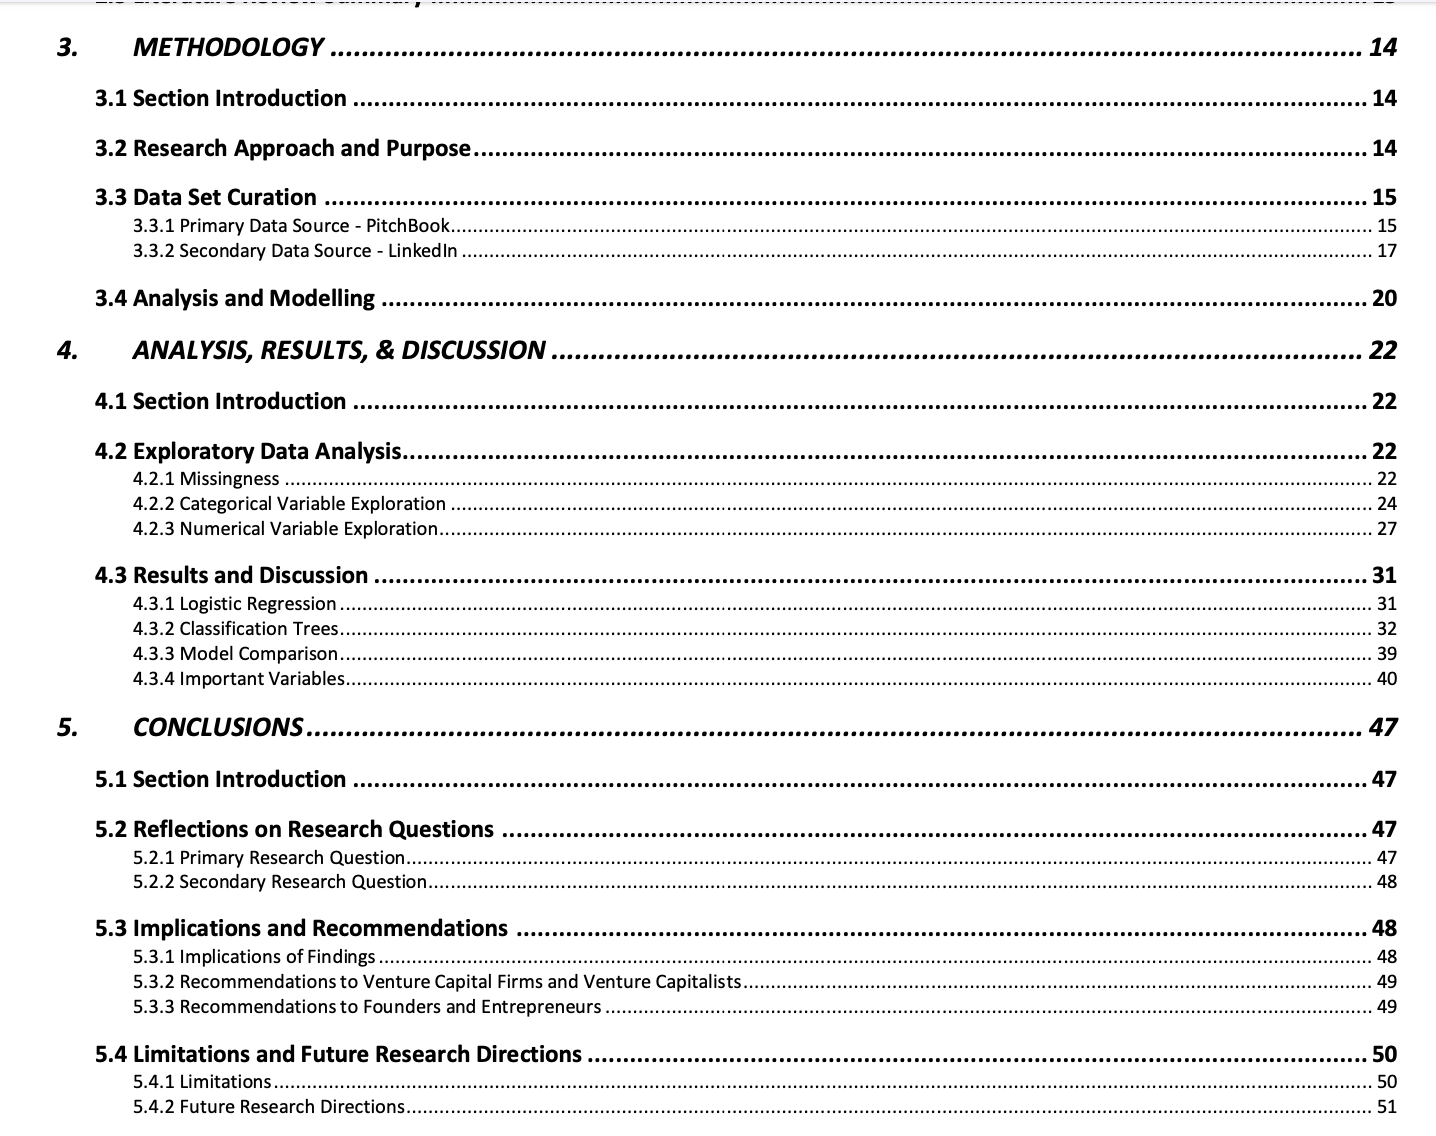 3. METHODOLOGY ........ 14
3.1 Section Introduction ........ 14
3.2 Research Approach and Purpose........ 14
3.3 Data Set Curation ........ 15
3.3.1 Primary Data Source - PitchBook........ 15
3.3.2 Secondary Data Source - LinkedIn ........ 17
3.4 Analysis and Modelling ........ 20
4. ANALYSIS, RESULTS, & DISCUSSION ........ 22
4.1 Section Introduction ........ 22
4.2 Exploratory Data Analysis........ 22
4.2.1 Missingness ........ 22
4.2.2 Categorical Variable Exploration ........ 24
4.2.3 Numerical Variable Exploration........ 27
4.3 Results and Discussion ........ 31
4.3.1 Logistic Regression ........ 31
4.3.2 Classification Trees........ 32
4.3.3 Model Comparison........ 39
4.3.4 Important Variables........ 40
5. CONCLUSIONS........ 47
5.1 Section Introduction ........ 47
5.2 Reflections on Research Questions ........ 47
5.2.1 Primary Research Question........ 47
5.2.2 Secondary Research Question........ 48
5.3 Implications and Recommendations ........ 48
5.3.1 Implications of Findings ........ 48
5.3.2 Recommendations to Venture Capital Firms and Venture Capitalists........ 49
5.3.3 Recommendations to Founders and Entrepreneurs ........ 49
5.4 Limitations and Future Research Directions ........ 50
5.4.1 Limitations........ 50
5.4.2 Future Research Directions........ 51